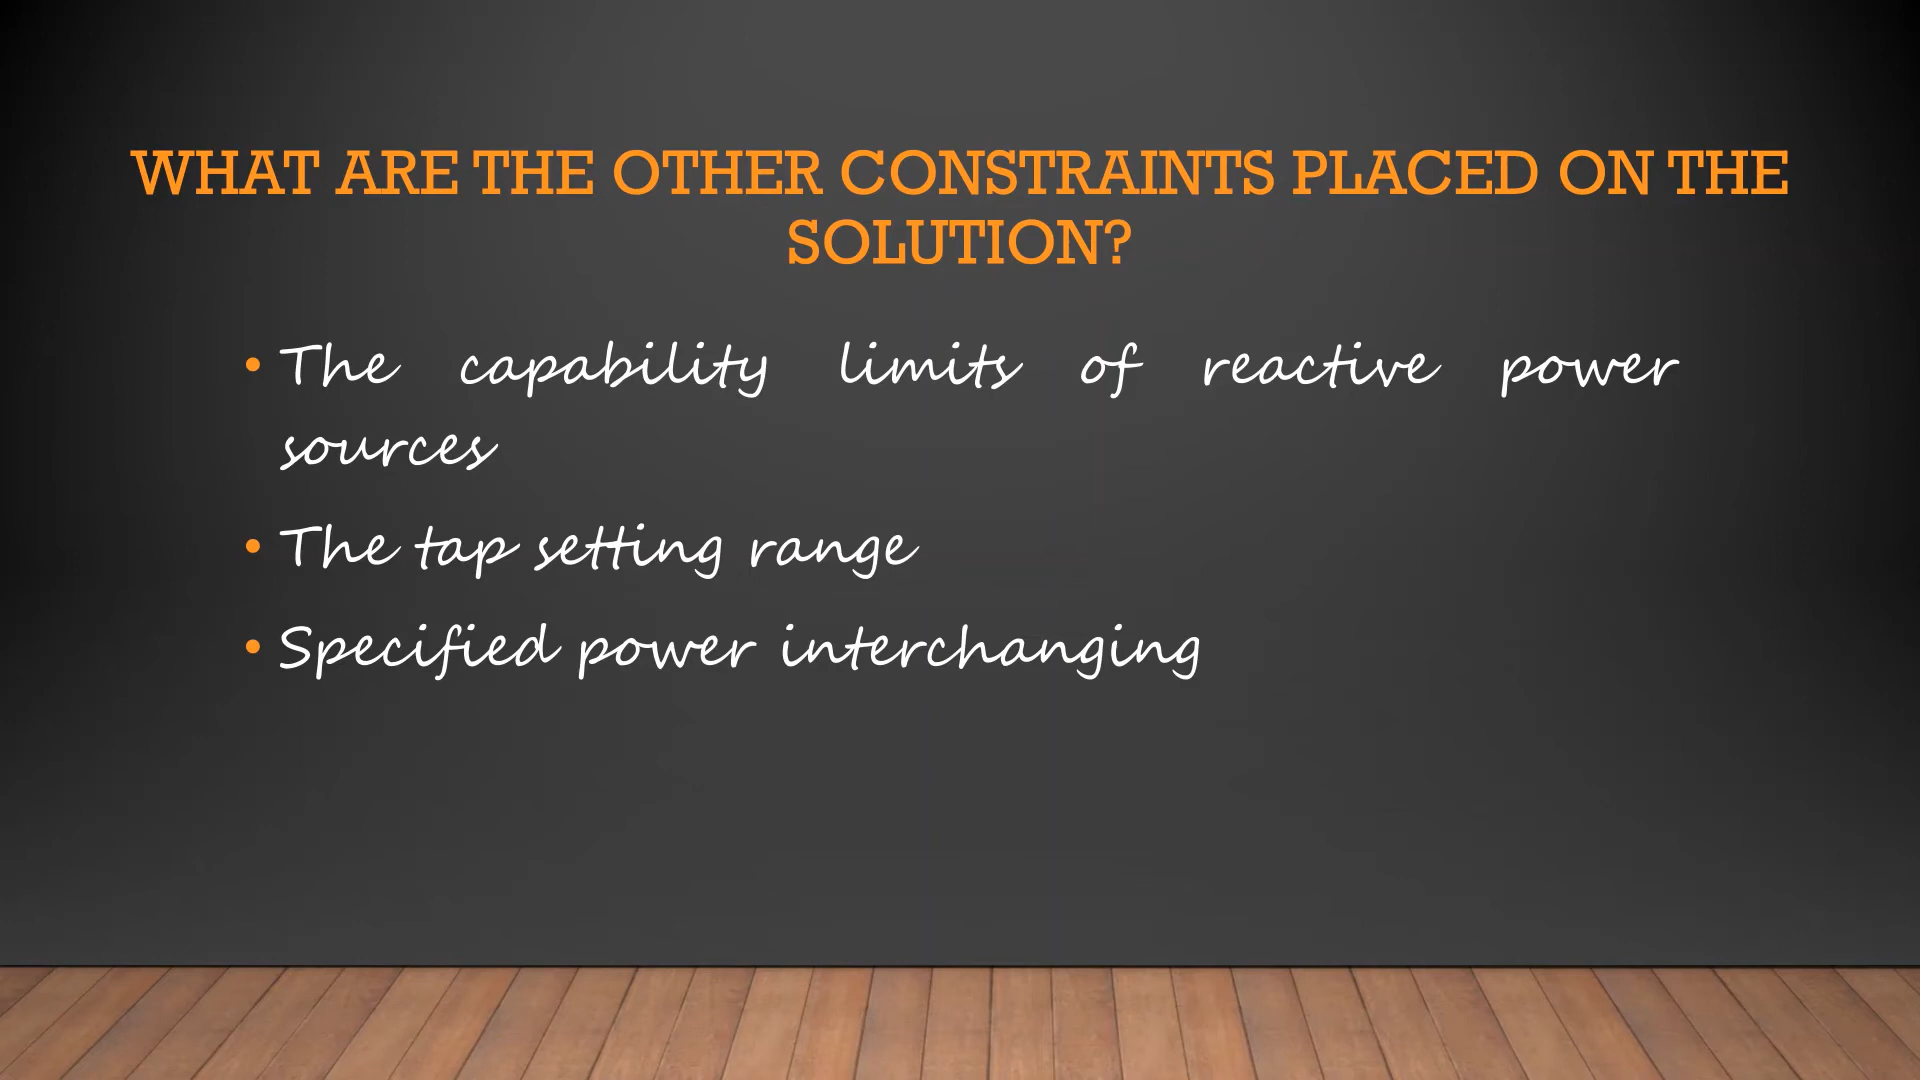 WHAT ARE THE OTHER CONSTRAINTS PLACED ON THE
SOLUTION?
• The capability limits of reactive power
sources
• The tap setting range
• Specified power interchanging